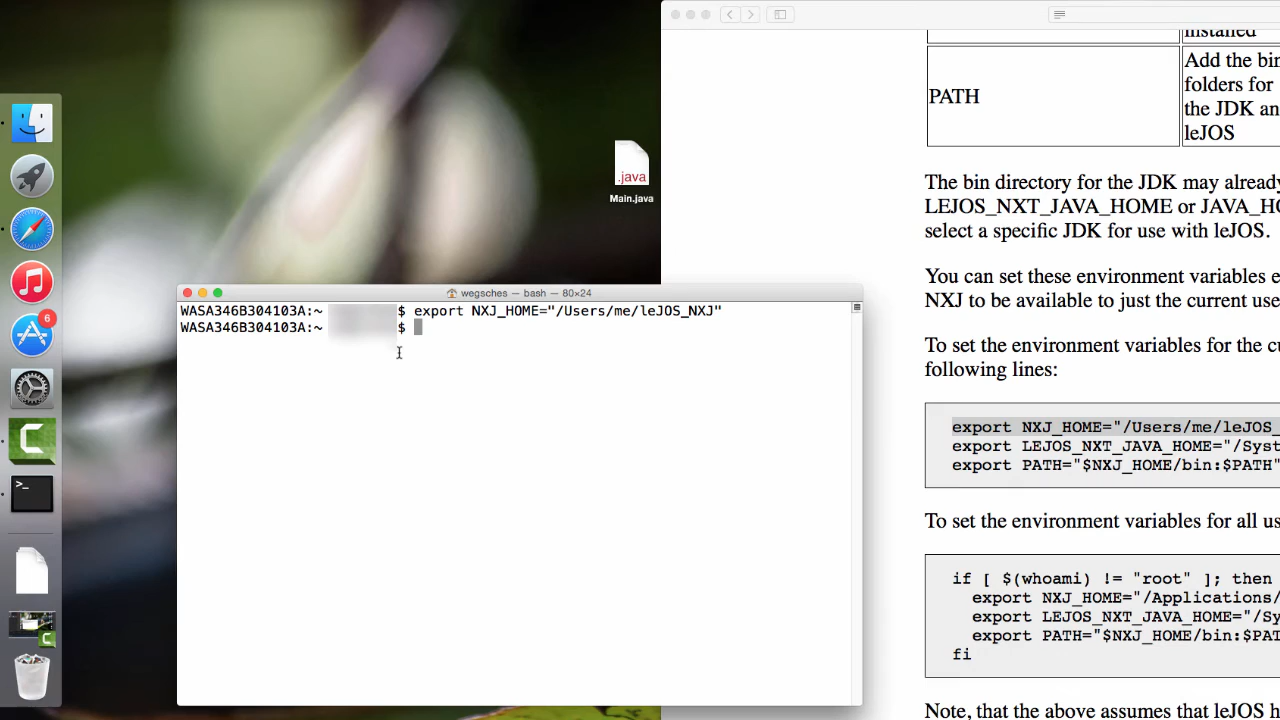 installed
PATH
Add the bin
folders for
the JDK an
leJOS
.java
Main.java
The bin directory for the JDK may already
LEJOS_NXT_JAVA_HOME or JAVA_HO
select a specific JDK for use with leJOS.
You can set these environment variables e
NXJ to be available to just the current use
To set the environment variables for the cu
following lines:
export NXJ_HOME="/Users/me/leJOS_
export LEJOS_NXT_JAVA_HOME="/Syst
export PATH="$NXJ_HOME/bin:$PATH"
To set the environment variables for all us
if [ $(whoami) != "root" ]; then
export NXJ_HOME="/Applications/
export LEJOS_NXT_JAVA_HOME="/Sy
export PATH="$NXJ_HOME/bin:$PAT
fi
Note, that the above assumes that leJOS h
wegsches — bash — 80×24
WASA346B304103A:~ $ export NXJ_HOME="/Users/me/leJOS_NXJ"
WASA346B304103A:~ $
6
>_